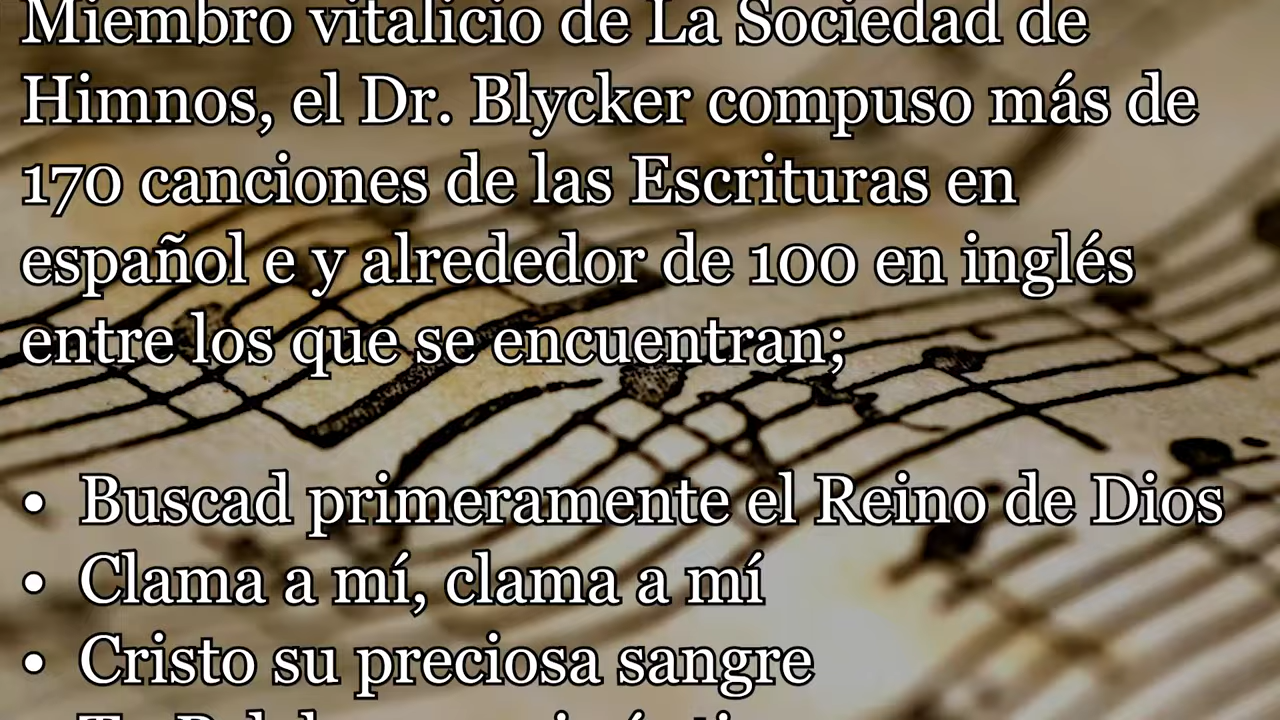 Miembro vitalicio de La Sociedad de
Himnos, el Dr. Blycker compuso más de
170 canciones de las Escrituras en
español e y alrededor de 100 en inglés
entre los que se encuentran;
• Buscad primeramente el Reino de Dios
• Clama a mí, clama a mí
• Cristo su preciosa sangre